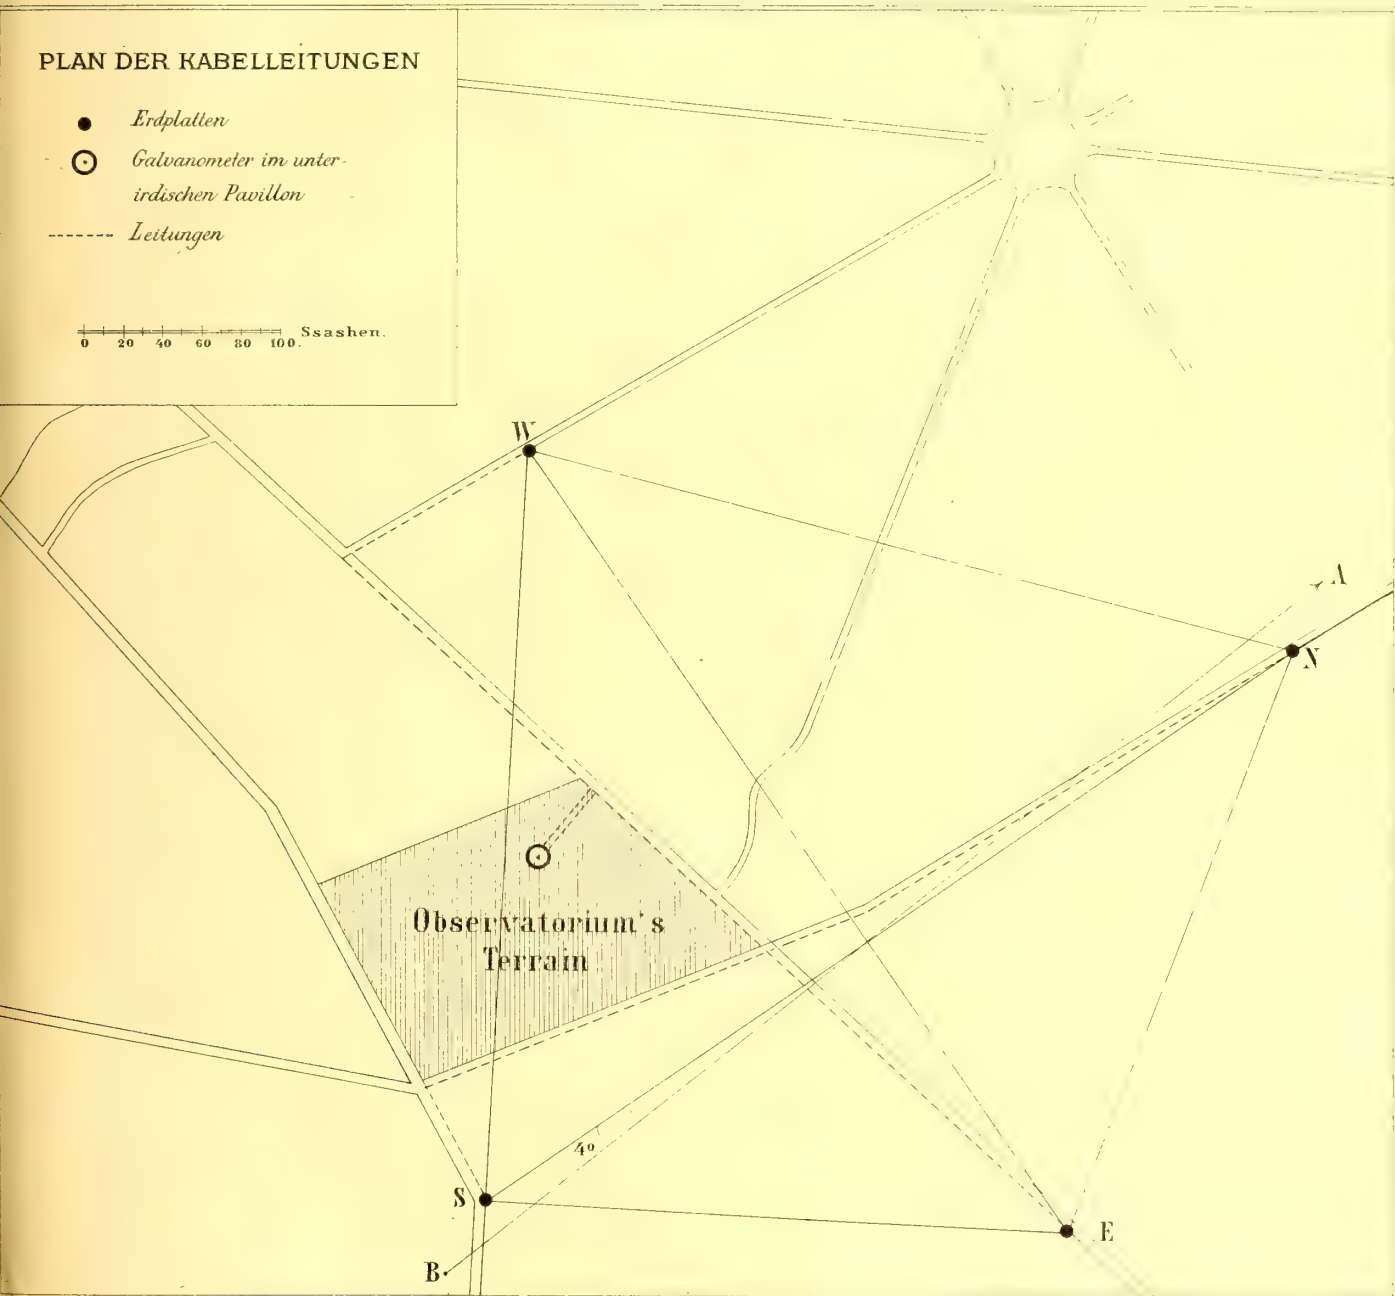 PLAN DER KABELLEITUNGEN
Erdplatten
Galvanometer im unter-
irdischen Pavillon
Leitungen
Ssashen.
0 20 40 60 80 100.
W
A
N
Observatorium's
Terrain
4º
S
E
B